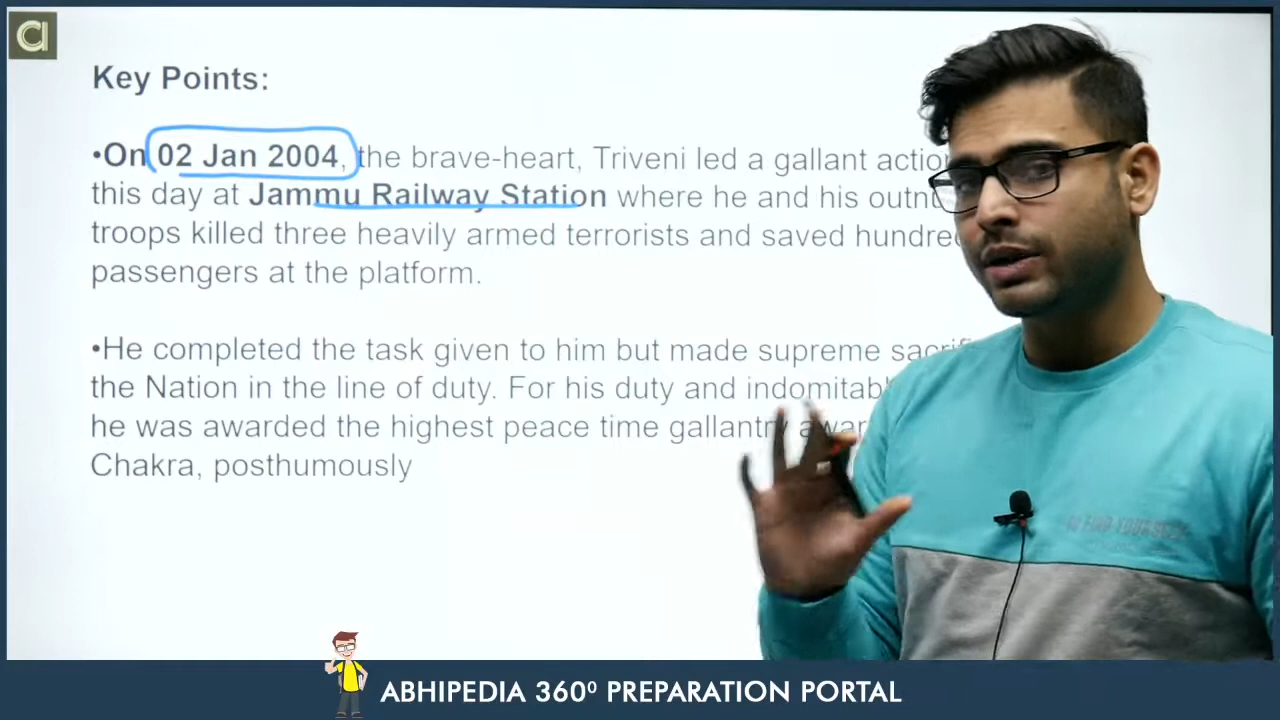 Key Points:
•On 02 Jan 2004, the brave-heart, Triveni led a gallant
this day at Jammu Railway Station where he and his
troops killed three heavily armed terrorists and saved
passengers at the platform.
•He completed the task given to him but made supreme
the Nation in the line of duty. For his duty and
he was awarded the highest peace time gallantry
Chakra, posthumously
ABHIPEDIA 360⁰ PREPARATION PORTAL